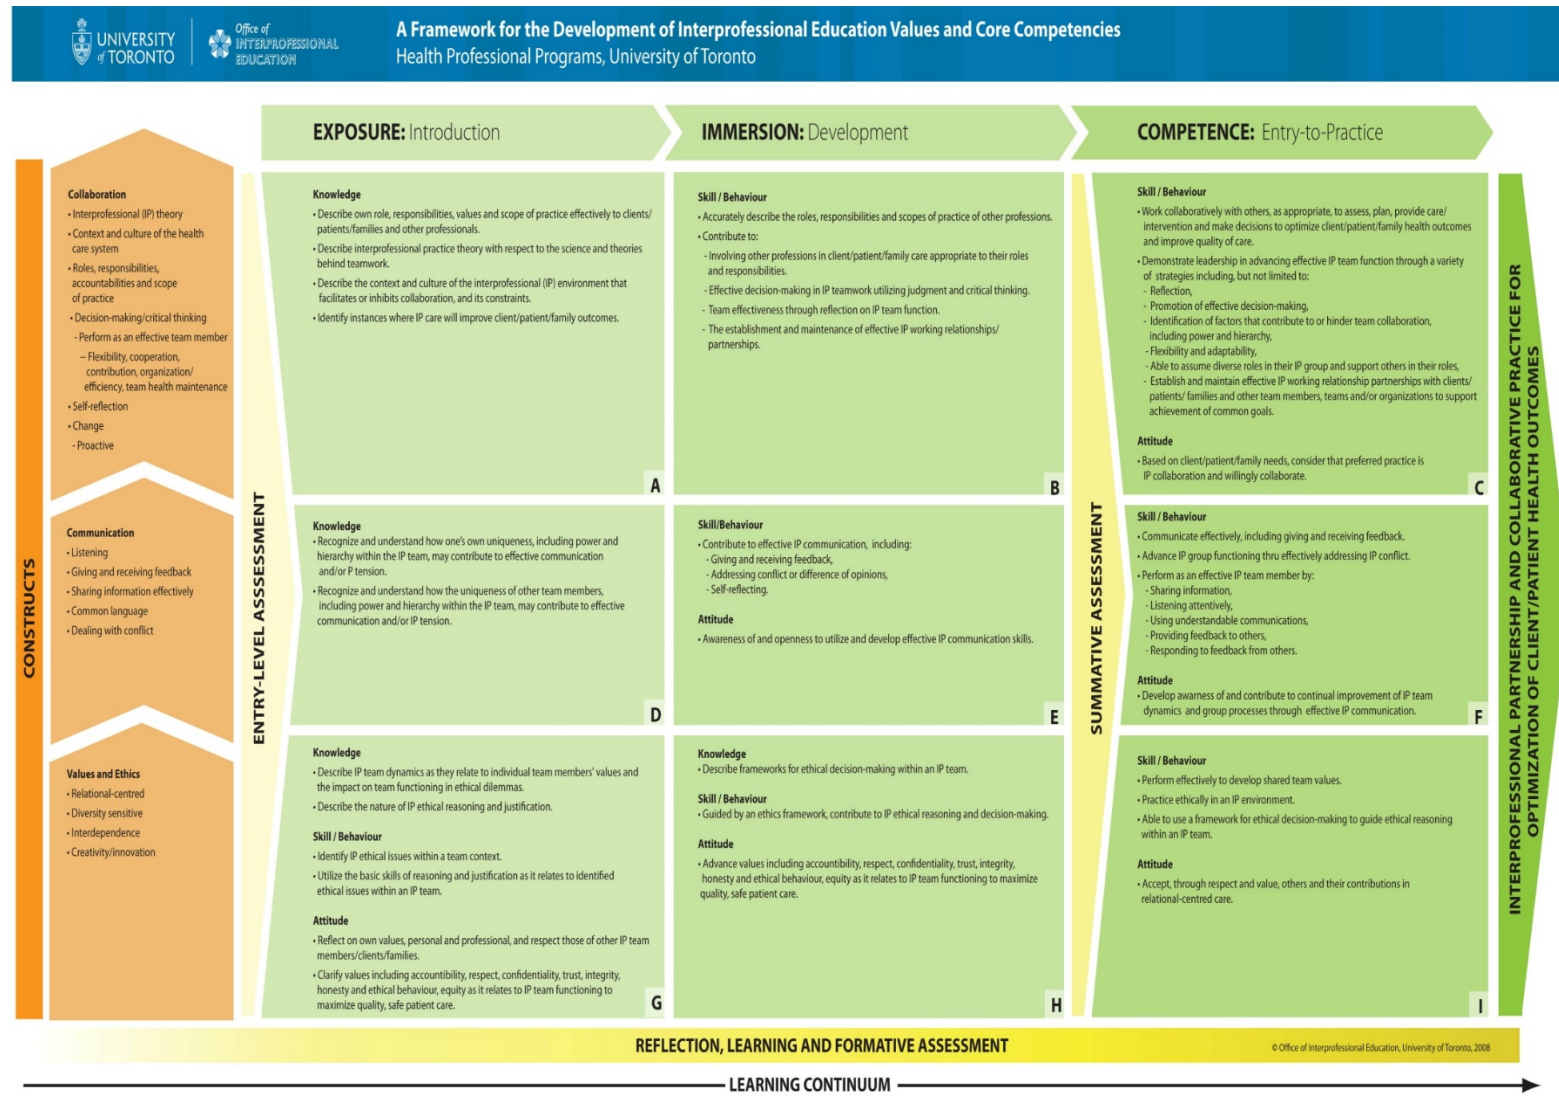 UNIVERSITY
of TORONTO
Office of
INTERPROFESSIONAL
EDUCATION
A Framework for the Development of Interprofessional Education Values and Core Competencies
Health Professional Programs, University of Toronto
EXPOSURE: Introduction
IMMERSION: Development
COMPETENCE: Entry-to-Practice
CONSTRUCTS
Collaboration
• Interprofessional (IP) theory
• Context and culture of the health
care system
• Roles, responsibilities,
accountabilities and scope
of practice
• Decision-making/critical thinking
- Perform as an effective team member
-- Flexibility, cooperation,
contribution, organization/
efficiency, team health maintenance
• Self-reflection
• Change
- Proactive
Communication
• Listening
• Giving and receiving feedback
• Sharing information effectively
• Common language
• Dealing with conflict
Values and Ethics
• Relational-centred
• Diversity sensitive
• Interdependence
• Creativity/innovation
ENTRY-LEVEL ASSSESSMENT
Knowledge
• Describe own role, responsibilities, values and scope of practice effectively to clients/
patients/families and other professionals.
• Describe interprofessional practice theory with respect to the science and theories
behind teamwork.
• Describe the context and culture of the interprofessional (IP) environment that
facilitates or inhibits collaboration, and its constraints.
• Identify instances where IP care will improve client/patient/family outcomes.
A
Skill / Behaviour
• Accurately describe the roles, responsibilities and scopes of practice of other professions.
• Contribute to:
- Involving other professions in client/patient/family care appropriate to their roles
and responsibilities.
- Effective decision-making in IP teamwork utilizing judgment and critical thinking.
- Team effectiveness through reflection on IP team function.
- The establishment and maintenance of effective IP working relationships/
partnerships.
B
Skill / Behaviour
• Work collaboratively with others, as appropriate, to assess, plan, provide care/
intervention and make decisions to optimize client/patient/family health outcomes
and improve quality of care.
• Demonstrate leadership in advancing effective IP team function through a variety
of strategies including, but not limited to:
- Reflection,
- Promotion of effective decision-making,
- Identification of factors that contribute to or hinder team collaboration,
including power and hierarchy,
- Flexibility and adaptability,
- Able to assume diverse roles in their IP group and support others in their roles,
- Establish and maintain effective IP working relationship partnerships with clients/
patients/ families and other team members, teams and/or organizations to support
achievement of common goals.
Attitude
• Based on client/patient/family needs, consider that preferred practice is
IP collaboration and willingly collaborate.
C
Knowledge
• Recognize and understand how one's own uniqueness, including power and
hierarchy within the IP team, may contribute to effective communication
and/or P tension.
• Recognize and understand how the uniqueness of other team members,
including power and hierarchy within the IP team, may contribute to effective
communication and/or IP tension.
D
Skill/Behaviour
• Contribute to effective IP communication, including:
- Giving and receiving feedback,
- Addressing conflict or difference of opinions,
- Self-reflecting.
Attitude
• Awareness of and openness to utilize and develop effective IP communication skills.
E
SUMMATIVE ASSESSMENT
Skill / Behaviour
• Communicate effectively, including giving and receiving feedback.
• Advance IP group functioning thru effectively addressing IP conflict.
• Perform as an effective IP team member by:
- Sharing information,
- Listening attentively,
- Using understandable communications,
- Providing feedback to others,
- Responding to feedback from others.
Attitude
• Develop awarness of and contribute to continual improvement of IP team
dynamics and group processes through effective IP communication.
F
Knowledge
• Describe IP team dynamics as they relate to individual team members' values and
the impact on team functioning in ethical dilemmas.
• Describe the nature of IP ethical reasoning and justification.
Skill / Behaviour
• Identify IP ethical issues within a team context.
• Utilize the basic skills of reasoning and justification as it relates to identified
ethical issues within an IP team.
Attitude
• Reflect on own values, personal and professional, and respect those of other IP team
members/clients/families.
• Clarify values including accountibility, respect, confidentiality, trust, integrity,
honesty and ethical behaviour, equity as it relates to IP team functioning to
maximize quality, safe patient care.
G
Knowledge
• Describe frameworks for ethical decision-making within an IP team.
Skill / Behaviour
• Guided by an ethics framework, contribute to IP ethical reasoning and decision-making.
Attitude
• Advance values including accountibility, respect, confidentiality, trust, integrity,
honesty and ethical behaviour, equity as it relates to IP team functioning to maximize
quality, safe patient care.
H
Skill / Behaviour
• Perform effectively to develop shared team values.
• Practice ethically in an IP environment.
• Able to use a framework for ethical decision-making to guide ethical reasoning
within an IP team.
Attitude
• Accept, through respect and value, others and their contributions in
relational-centred care.
I
INTERPROFESSIONAL PARTNERSHIP AND COLLABORATIVE PRACTICE FOR
OPTIMIZATION OF CLIENT/PATIENT HEALTH OUTCOMES
REFLECTION, LEARNING AND FORMATIVE ASSESSMENT
© Office of Interprofessional Education, University of Toronto, 2008
LEARNING CONTINUUM